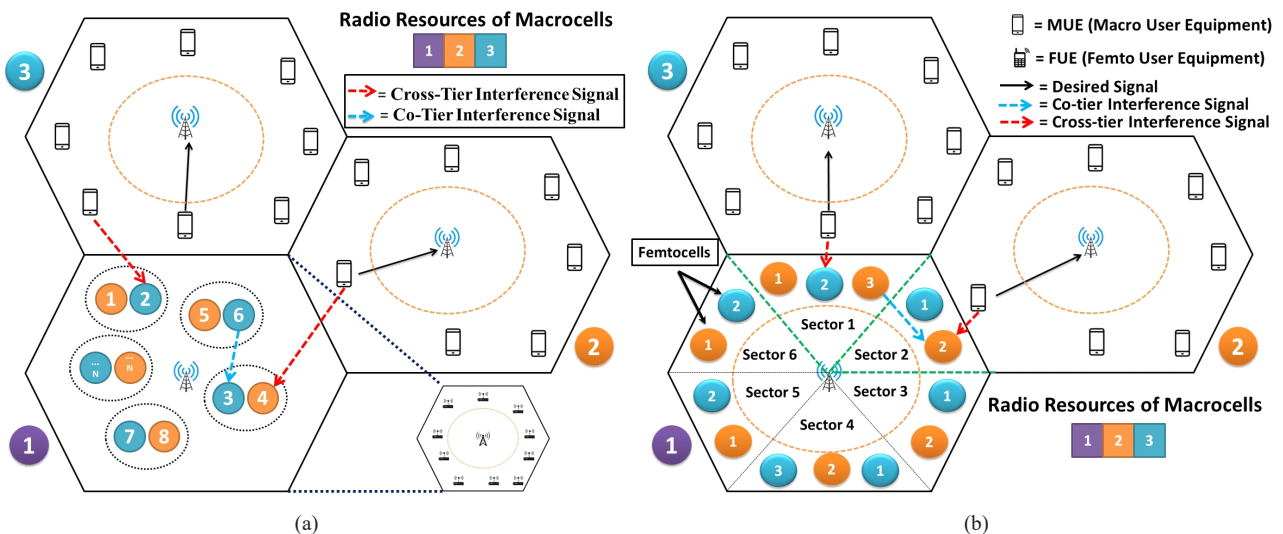 Radio Resources of Macrocells
1 2 3
= Cross-Tier Interference Signal
= Co-Tier Interference Signal
3
1 2
5 6
... N ... N
3 4
7 8
1
2
(a)
= MUE (Macro User Equipment)
= FUE (Femto User Equipment)
= Desired Signal
= Co-tier Interference Signal
= Cross-tier Interference Signal
3
Femtocells
1 2 3
2 1
Sector 1
1 2
Sector 6 Sector 2
Sector 5 Sector 3
2 1
Sector 4
1 2
3 2 1
1
2
Radio Resources of Macrocells
1 2 3
(b)